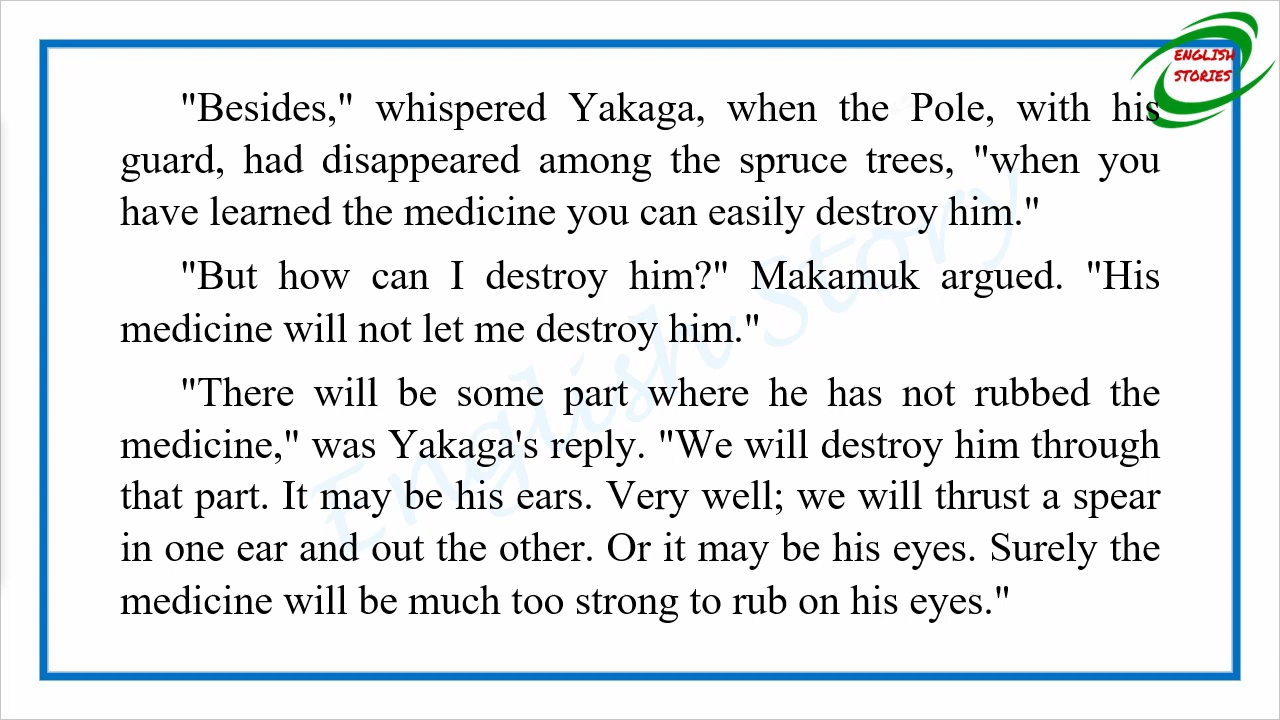 ENGLISH
STORIES
"Besides," whispered Yakaga, when the Pole, with his
guard, had disappeared among the spruce trees, "when you
have learned the medicine you can easily destroy him."
"But how can I destroy him?" Makamuk argued. "His
medicine will not let me destroy him."
"There will be some part where he has not rubbed the
medicine," was Yakaga's reply. "We will destroy him through
that part. It may be his ears. Very well; we will thrust a spear
in one ear and out the other. Or it may be his eyes. Surely the
medicine will be much too strong to rub on his eyes."
English Story